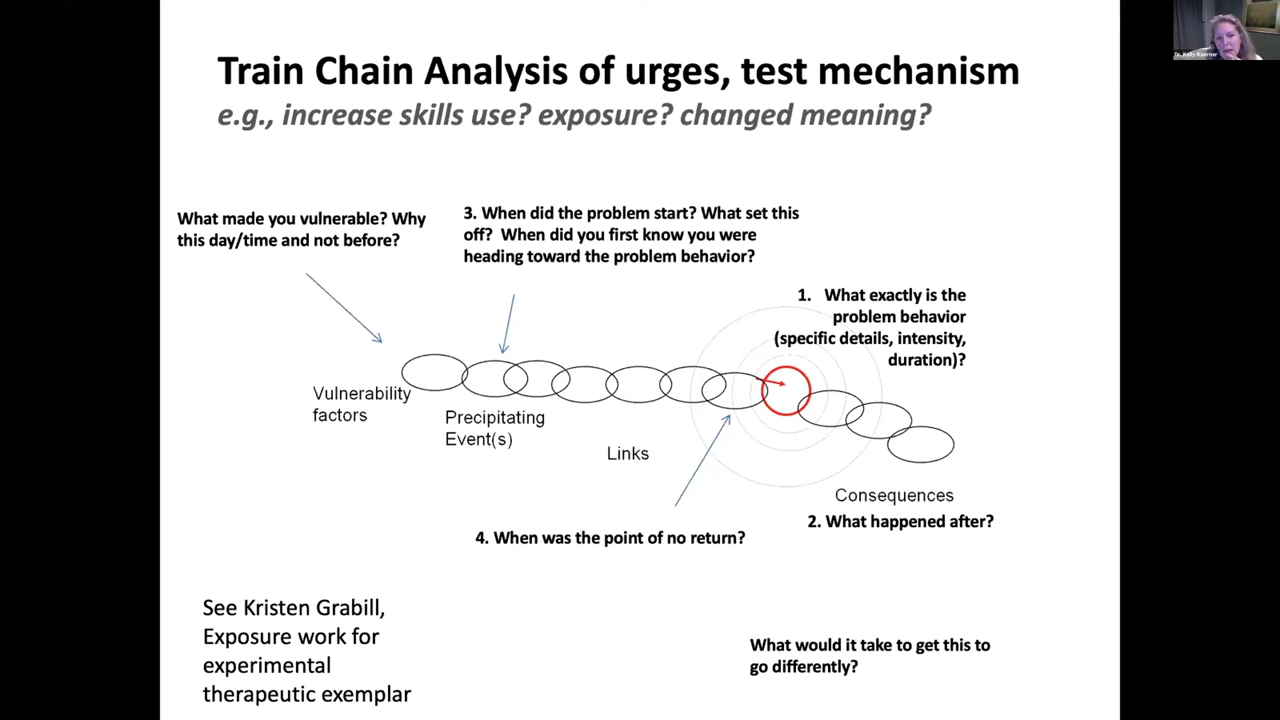 Train Chain Analysis of urges, test mechanism
e.g., increase skills use? exposure? changed meaning?
What made you vulnerable? Why
this day/time and not before?
3. When did the problem start? What set this
off? When did you first know you were
heading toward the problem behavior?
1. What exactly is the
problem behavior
(specific details, intensity,
duration)?
Vulnerability
factors
Precipitating
Event(s)
Links
Consequences
2. What happened after?
4. When was the point of no return?
See Kristen Grabill,
Exposure work for
experimental
therapeutic exemplar
What would it take to get this to
go differently?
Dr. Kelly Koerner